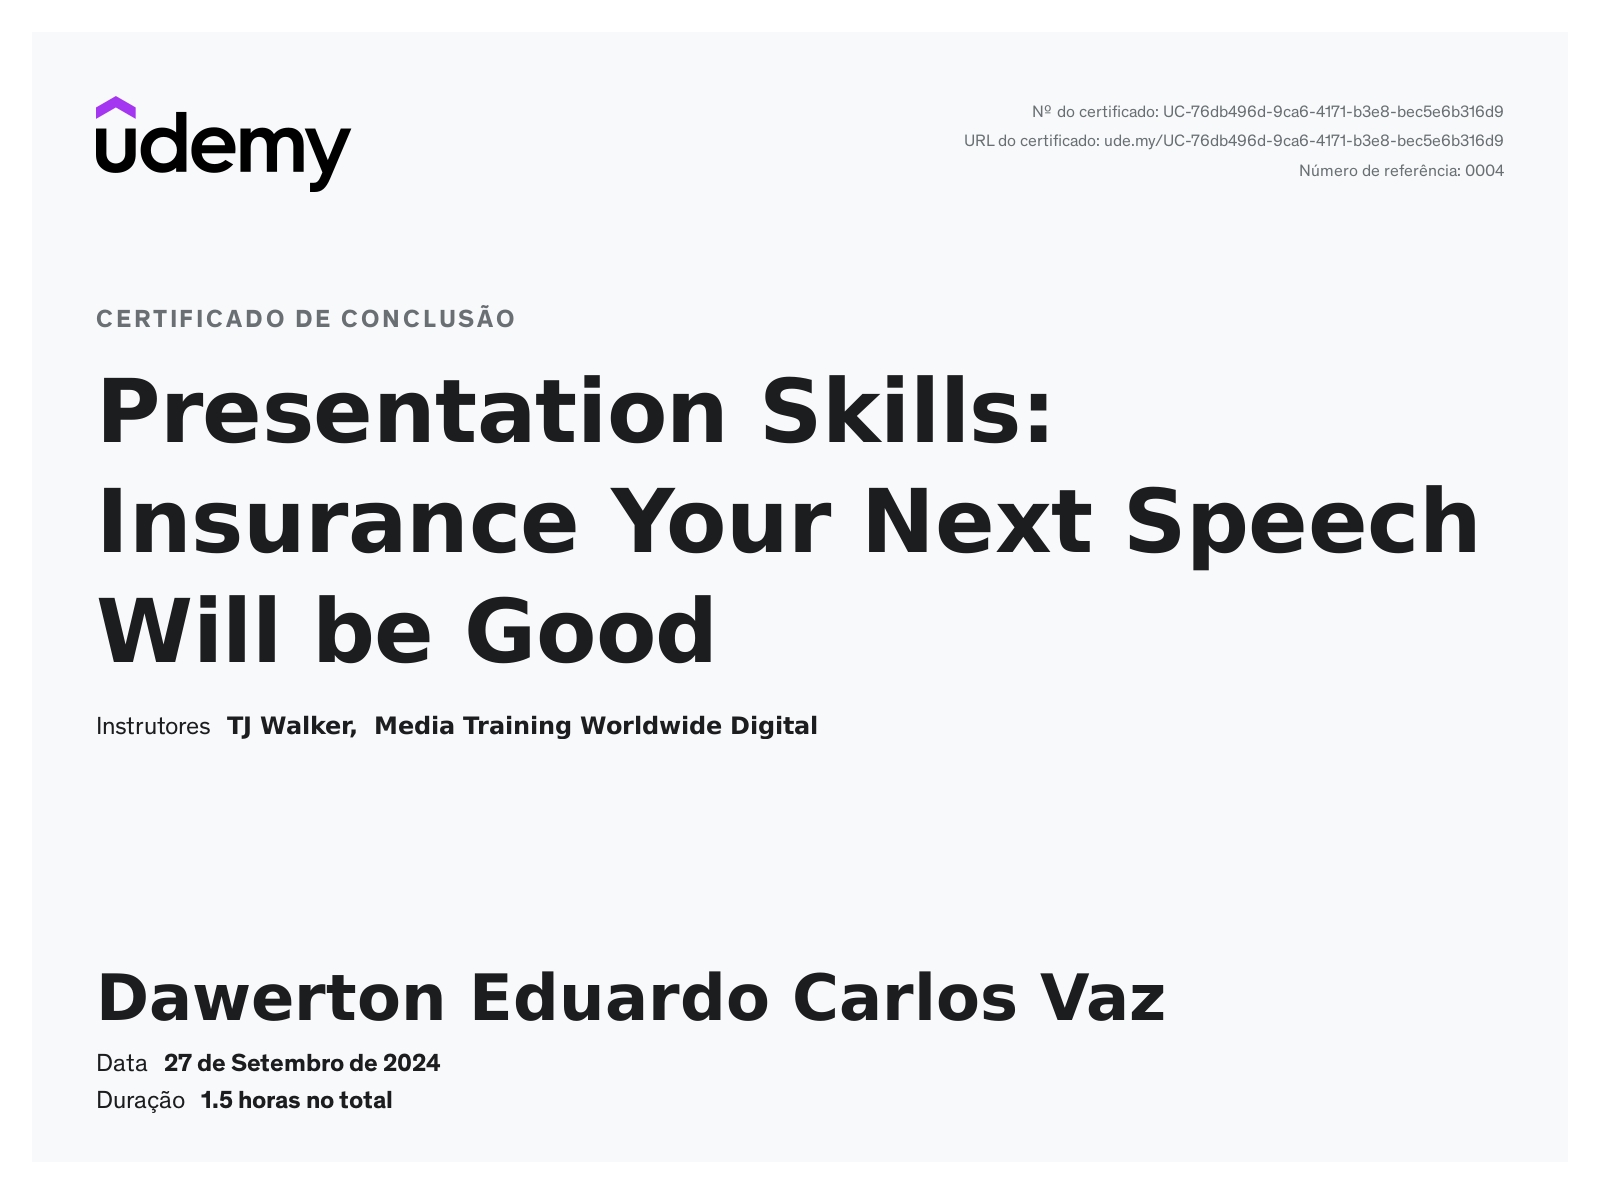 udemy
Nº do certificado: UC-76db496d-9ca6-4171-b3e8-bec5e6b316d9
URL do certificado: ude.my/UC-76db496d-9ca6-4171-b3e8-bec5e6b316d9
Número de referência: 0004
CERTIFICADO DE CONCLUSÃO
Presentation Skills:
Insurance Your Next Speech
Will be Good
Instrutores TJ Walker, Media Training Worldwide Digital
Dawerton Eduardo Carlos Vaz
Data 27 de Setembro de 2024
Duração 1.5 horas no total